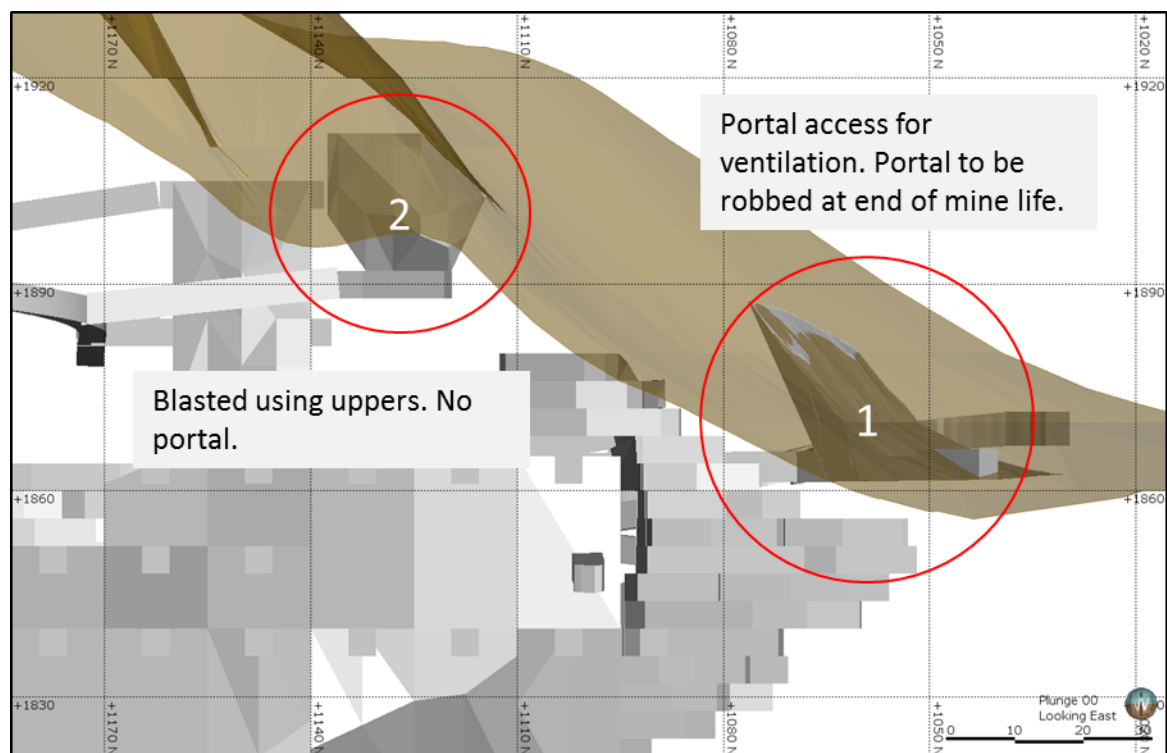 +1170 N
+1140 N
+1110 N
+1080 N
+1050 N
+1020 N
+1920
+1920
Portal access for
ventilation. Portal to be
robbed at end of mine life.
2
+1890
+1890
Blasted using uppers. No
portal.
1
+1860
+1860
+1830
Plunge 00
Looking East
+1170 N
+1140 N
+1110 N
+1080 N
+1050 N
0
10
20
30